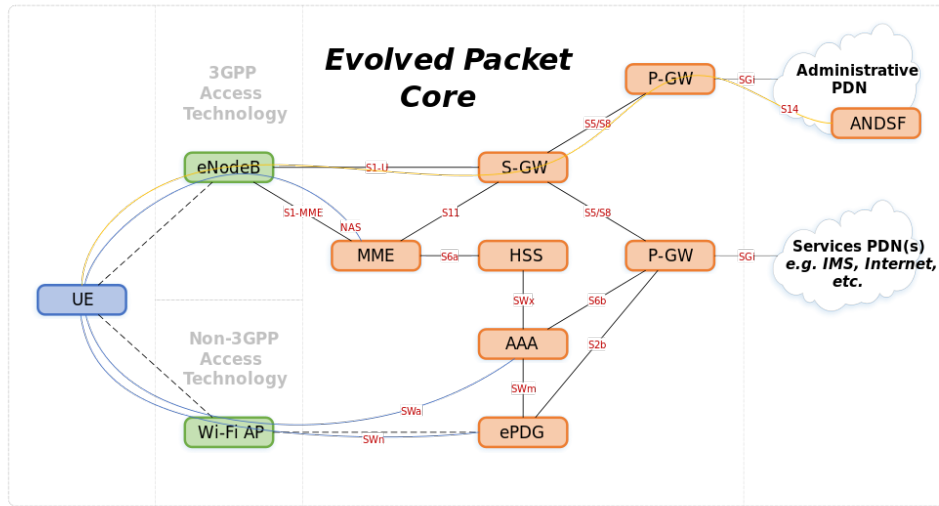 Evolved Packet
Core
3GPP
Access
Technology
P-GW
SGi
Administrative
PDN
S14
ANDSF
S5/S8
eNodeB
S1-U
S-GW
S1-MME
NAS
S11
S5/S8
MME
S6a
HSS
P-GW
SGi
Services PDN(s)
e.g. IMS, Internet,
etc.
UE
SWx
S6b
Non-3GPP
Access
Technology
AAA
S2b
SWm
SWa
Wi-Fi AP
SWn
ePDG